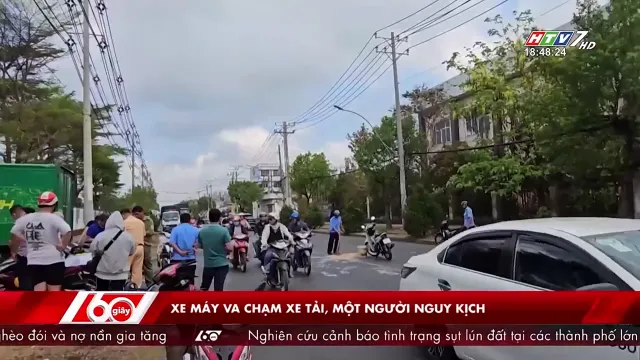 HTV7 HD
18:48:24
60 giây
XE MÁY VA CHẠM XE TẢI, MỘT NGƯỜI NGUY KỊCH
ghèo đói và nợ nần gia tăng 60 Nghiên cứu cảnh báo tình trạng sụt lún đất tại các thành phố lớn